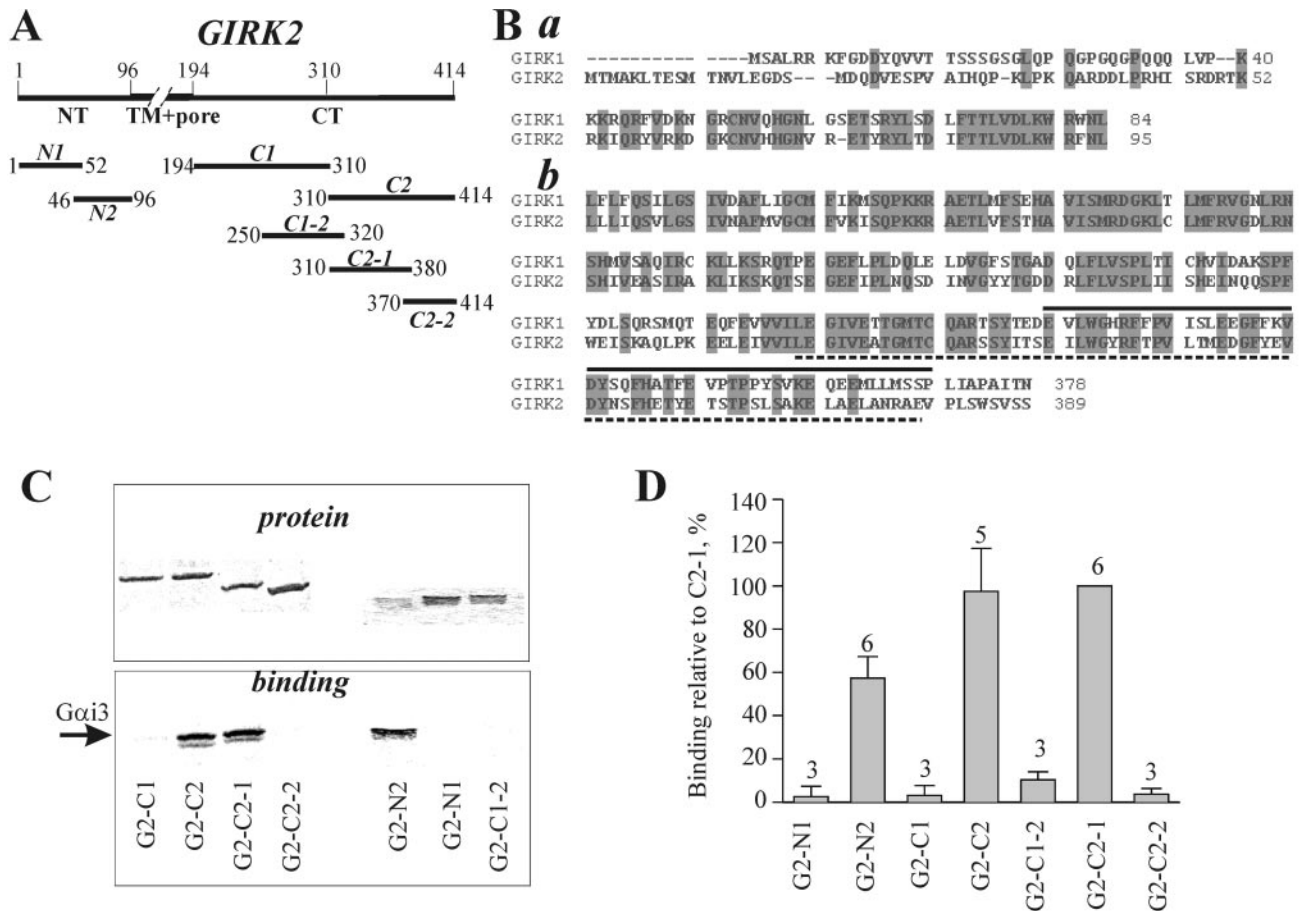 A
GIRK2
1 96 194 310 414
NT TM+pore CT
1 N1 52 194 C1 310
46 N2 96 310 C2 414
250 C1-2 320
310 C2-1 380
370 C2-2 414
B a
GIRK1 ---------- ----MSALRR KFGDDYQVVT TSSSGSGLQP QGPGQGPQQQ LVP--K 40
GIRK2 MTMAKLTESM TNVLEGDS-- -MDQDVESPV AIHQP-KLPK QARDDLPRHI SRDRTK 52
GIRK1 KKRQRFVDKN GRCNVQHGNL GSETSRYLSD LFTTLVDLKW RWNL 84
GIRK2 RKIQRYVRKD GKCNVHHGNV R-ETYRYLTD IFTTLVDLKW RFNL 95
b
GIRK1 LFLFQSILGS IVDAFLIGCM FIKMSQPKKR AETLMFSEHA VISMRDGKLT LMFRVGNLRN
GIRK2 LLLIQSVLGS IVNAFMVGCM FVKISQPKKR AETLVFSTHA VISMRDGKLC LMFRVGDLRN
GIRK1 SHMVSAQIRC KLLKSRQTPE GEFLPLDQLE LDVGFSTGAD QLFLVSPLTI CHVIDAKSPF
GIRK2 SHIVEASIRA KLIKSKQTSE GEFIPLNQSD INVGYYTGDD RLFLVSPLII SHEINQQSPF
GIRK1 YDLSQRSMQT EQFEVVVILE GIVETTGMTC QARTSYTEDE VLWGHRFFPV ISLEEGFFKV
GIRK2 WEISKAQLPK EELEIVVILE GIVEATGMTC QARSSYITSE ILWGYRFTPV LTMEDGFYEV
GIRK1 DYSQFHATFE VPTPPYSVKE QEEMLLMSSP LIAPAITN 378
GIRK2 DYNSFHETYE TSTPSLSAKE LAELANRAEV PLSWSVSS 389
C
protein
binding
Gαi3
G2-C1 G2-C2 G2-C2-1 G2-C2-2 G2-N2 G2-N1 G2-C1-2
D
Binding relative to C2-1, %
140
120
100
80
60
40
20
0
3 6 3 5 3 6 3
G2-N1 G2-N2 G2-C1 G2-C2 G2-C1-2 G2-C2-1 G2-C2-2